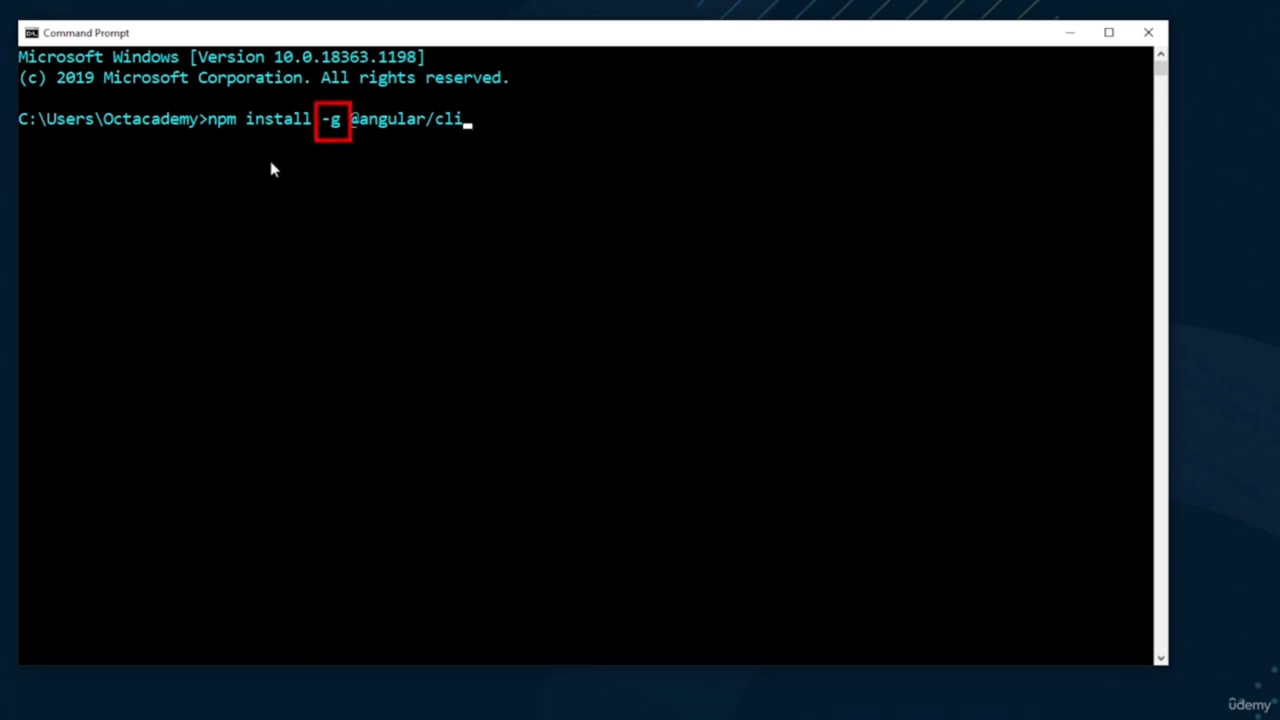 Command Prompt
Microsoft Windows [Version 10.0.18363.1198]
(c) 2019 Microsoft Corporation. All rights reserved.
C:\Users\Octacademy>npm install -g @angular/cli
ûdemy